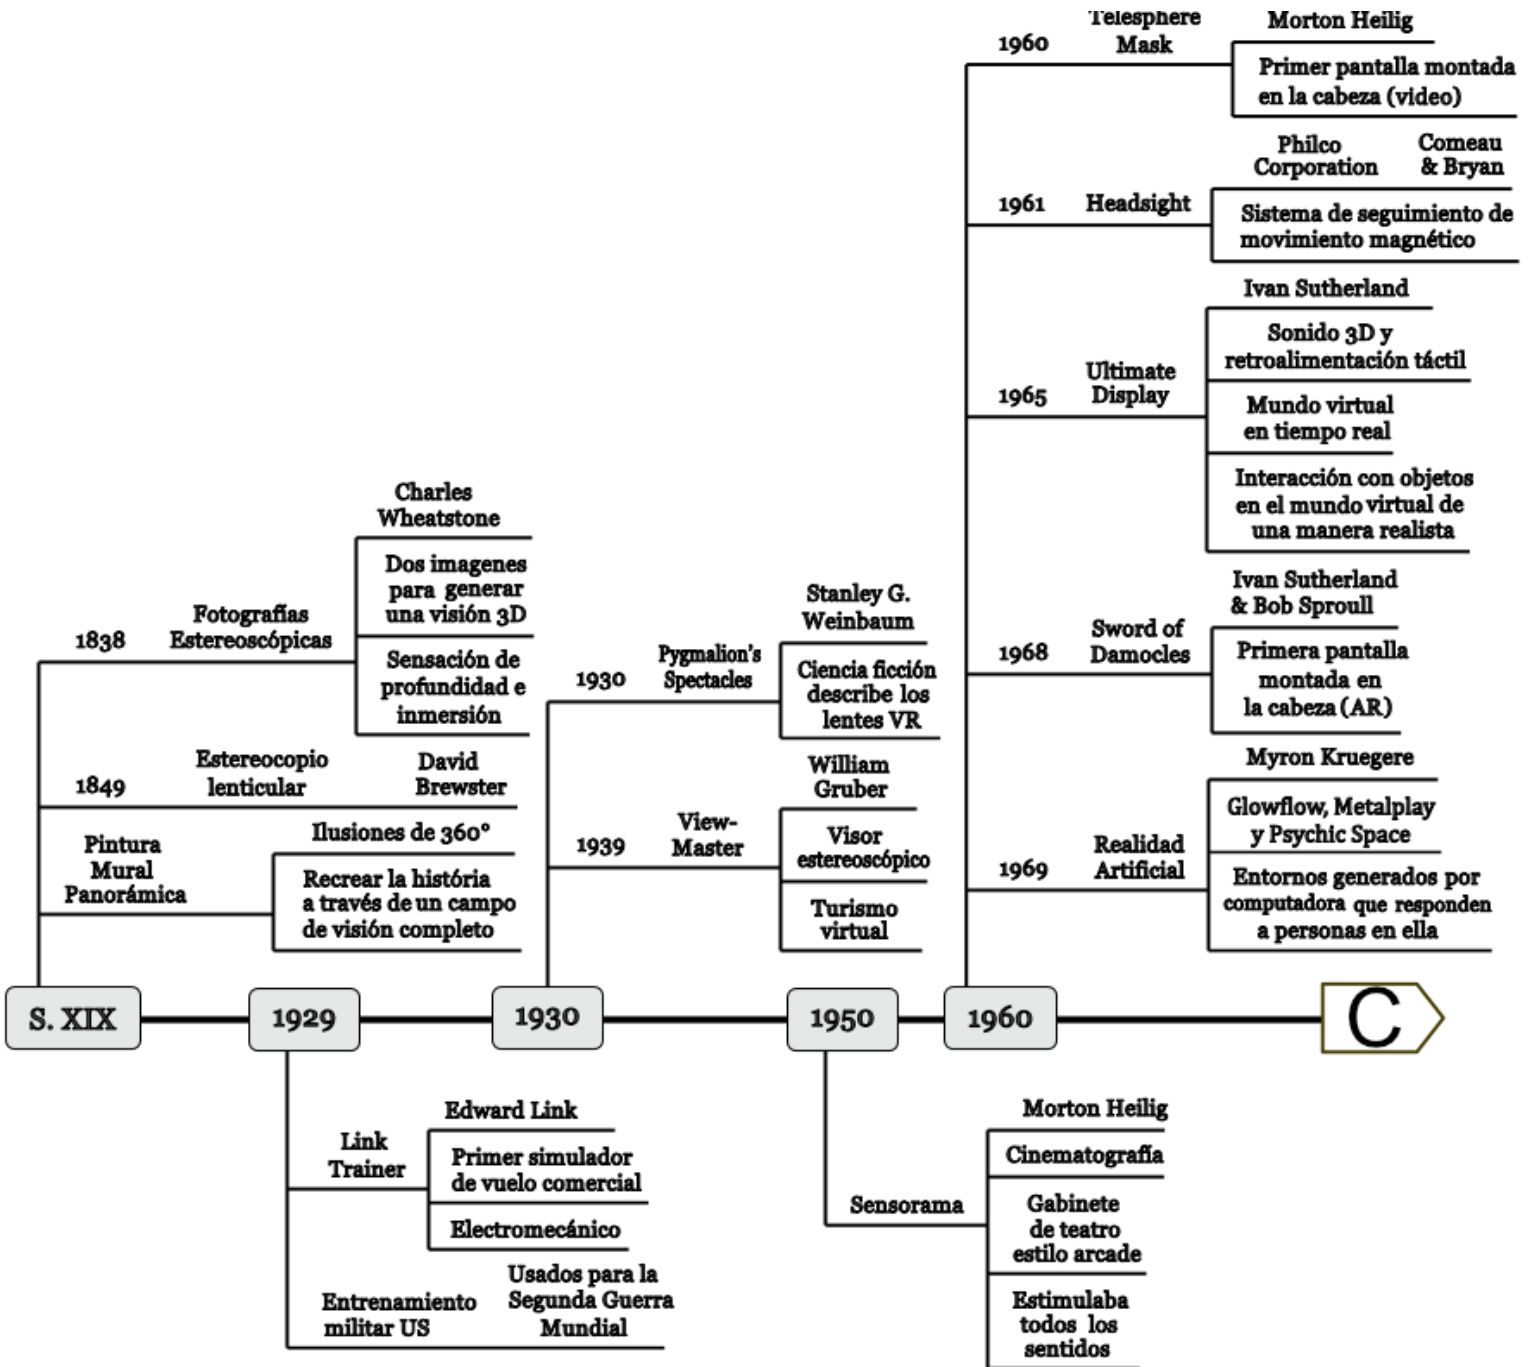 Charles
Wheatstone
Dos imagenes
para generar
una visión 3D
1838
Fotografías
Estereoscópicas
Sensación de
profundidad e
inmersión
1849
Estereocopio
lenticular
David
Brewster
Pintura
Mural
Panorámica
Ilusiones de 360°
Recrear la história
a través de un campo
de visión completo
S. XIX
1929
Link
Trainer
Edward Link
Primer simulador
de vuelo comercial
Electromecánico
Entrenamiento
militar US
Usados para la
Segunda Guerra
Mundial
1930
1930
Pygmalion's
Spectacles
Stanley G.
Weinbaum
Ciencia ficción
describe los
lentes VR
1939
View-
Master
William
Gruber
Visor
estereoscópico
Turismo
virtual
1950
Sensorama
Morton Heilig
Cinematografía
Gabinete
de teatro
estilo arcade
Estimulaba
todos los
sentidos
1960
1960
Telesphere
Mask
Morton Heilig
Primer pantalla montada
en la cabeza (video)
1961
Headsight
Philco
Corporation
Comeau
& Bryan
Sistema de seguimiento de
movimiento magnético
1965
Ultimate
Display
Ivan Sutherland
Sonido 3D y
retroalimentación táctil
Mundo virtual
en tiempo real
Interacción con objetos
en el mundo virtual de
una manera realista
1968
Sword of
Damocles
Ivan Sutherland
& Bob Sproull
Primera pantalla
montada en
la cabeza (AR)
1969
Realidad
Artificial
Myron Kruegere
Glowflow, Metalplay
y Psychic Space
Entornos generados por
computadora que responden
a personas en ella
C